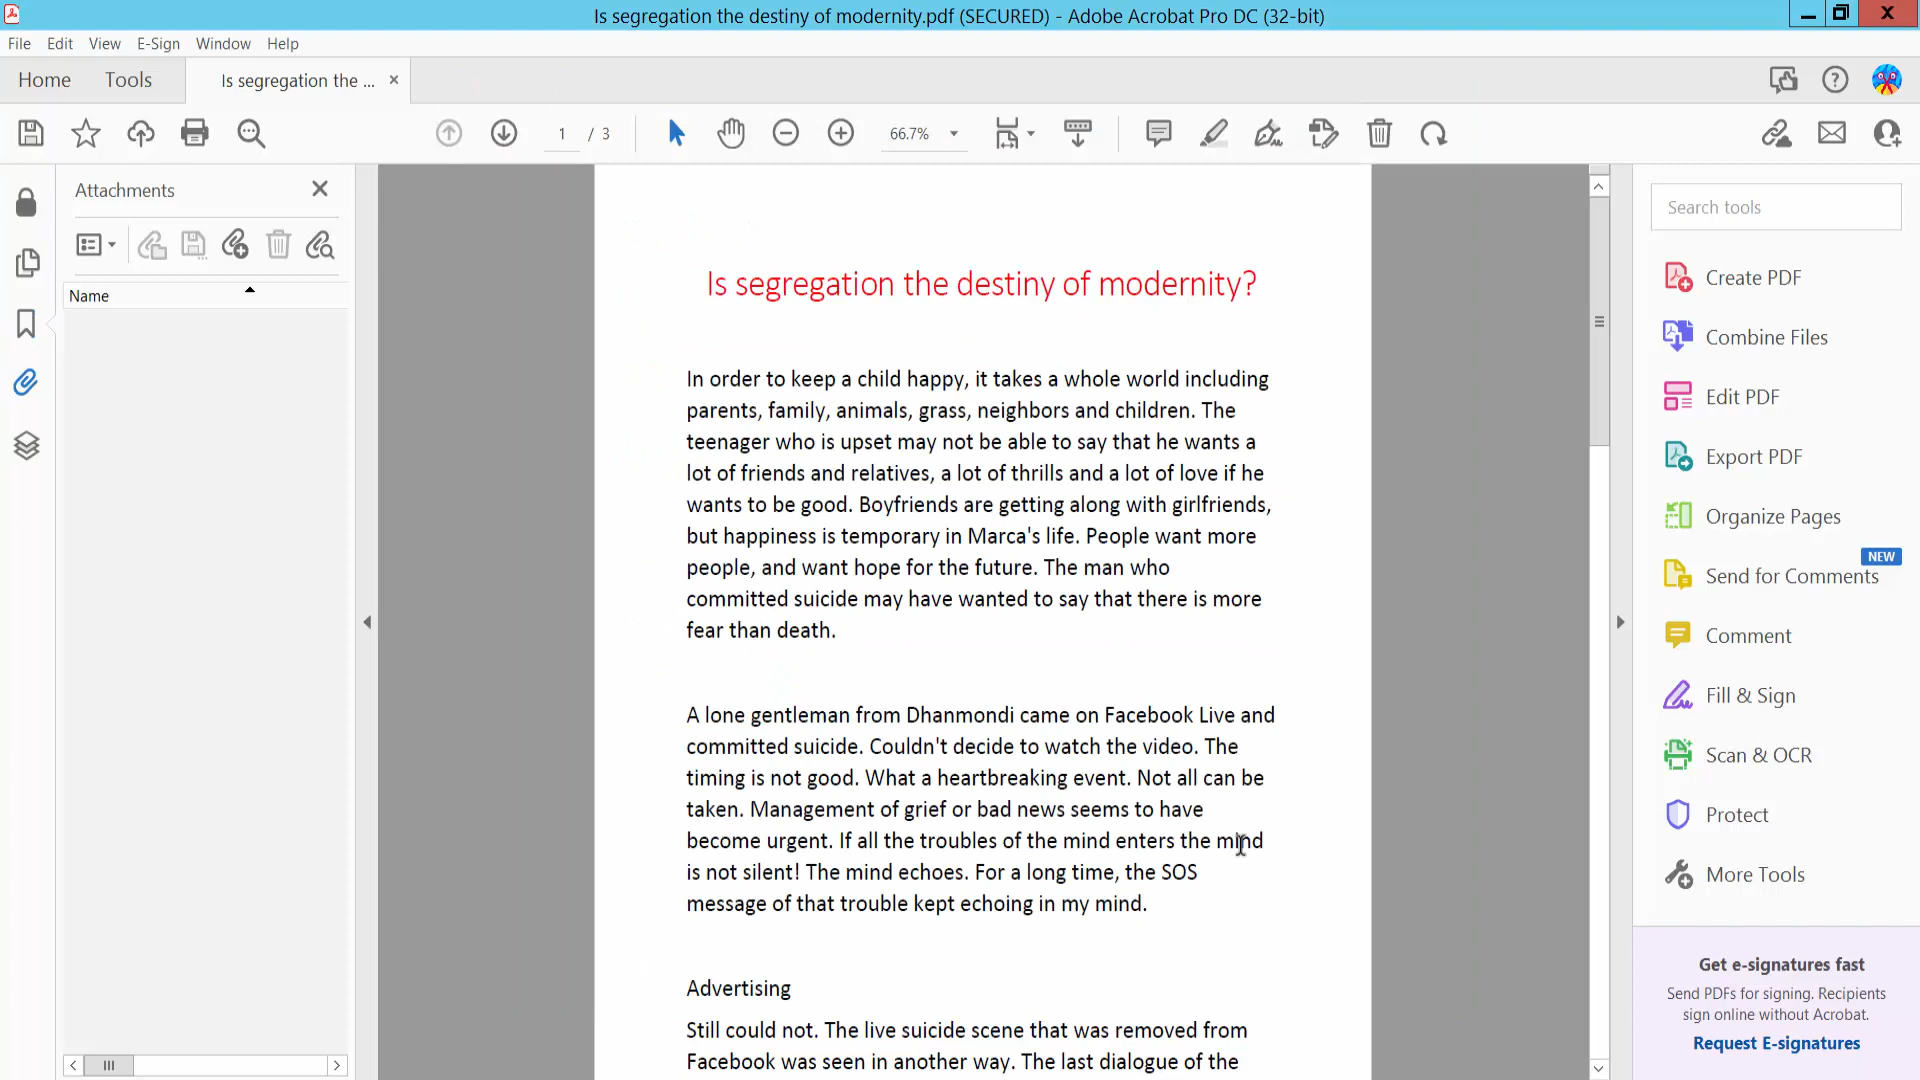 Is segregation the destiny of modernity.pdf (SECURED) - Adobe Acrobat Pro DC (32-bit)
File Edit View E-Sign Window Help
Home Tools Is segregation the ...
1 / 3 66.7%
Attachments
Name
Is segregation the destiny of modernity?
In order to keep a child happy, it takes a whole world including
parents, family, animals, grass, neighbors and children. The
teenager who is upset may not be able to say that he wants a
lot of friends and relatives, a lot of thrills and a lot of love if he
wants to be good. Boyfriends are getting along with girlfriends,
but happiness is temporary in Marca's life. People want more
people, and want hope for the future. The man who
committed suicide may have wanted to say that there is more
fear than death.
A lone gentleman from Dhanmondi came on Facebook Live and
committed suicide. Couldn't decide to watch the video. The
timing is not good. What a heartbreaking event. Not all can be
taken. Management of grief or bad news seems to have
become urgent. If all the troubles of the mind enters the mind
is not silent! The mind echoes. For a long time, the SOS
message of that trouble kept echoing in my mind.
Advertising
Still could not. The live suicide scene that was removed from
Facebook was seen in another way. The last dialogue of the
Search tools
Create PDF
Combine Files
Edit PDF
Export PDF
Organize Pages
NEW
Send for Comments
Comment
Fill & Sign
Scan & OCR
Protect
More Tools
Get e-signatures fast
Send PDFs for signing. Recipients
sign online without Acrobat.
Request E-signatures